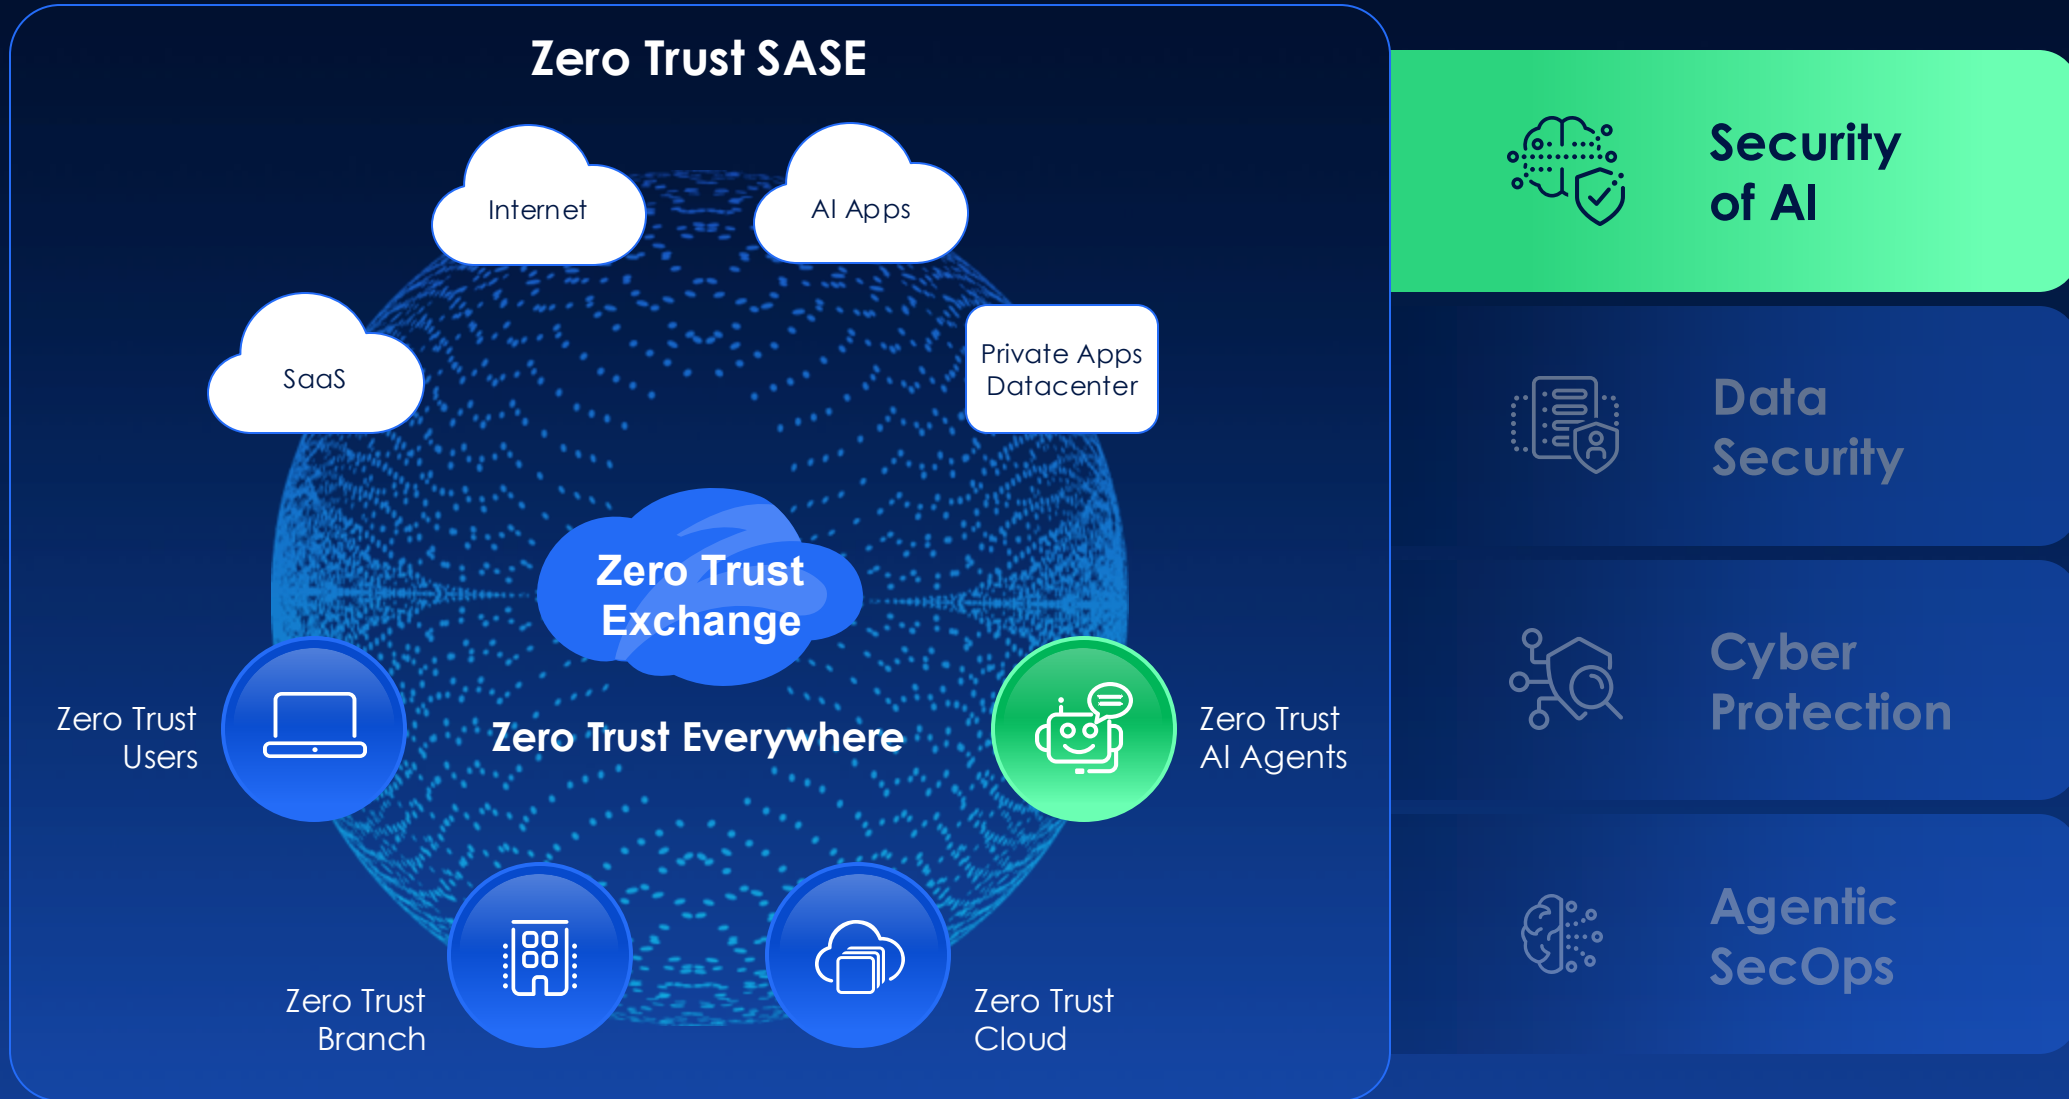 Zero Trust SASE
Internet
AI Apps
SaaS
Private Apps
Datacenter
Zero Trust
Exchange
Zero Trust Everywhere
Zero Trust
Users
Zero Trust
AI Agents
Zero Trust
Branch
Zero Trust
Cloud
Security
of AI
Data
Security
Cyber
Protection
Agentic
SecOps